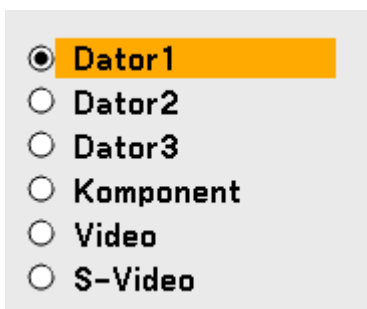 Dator1
Dator2
Dator3
Komponent
Video
S-Video